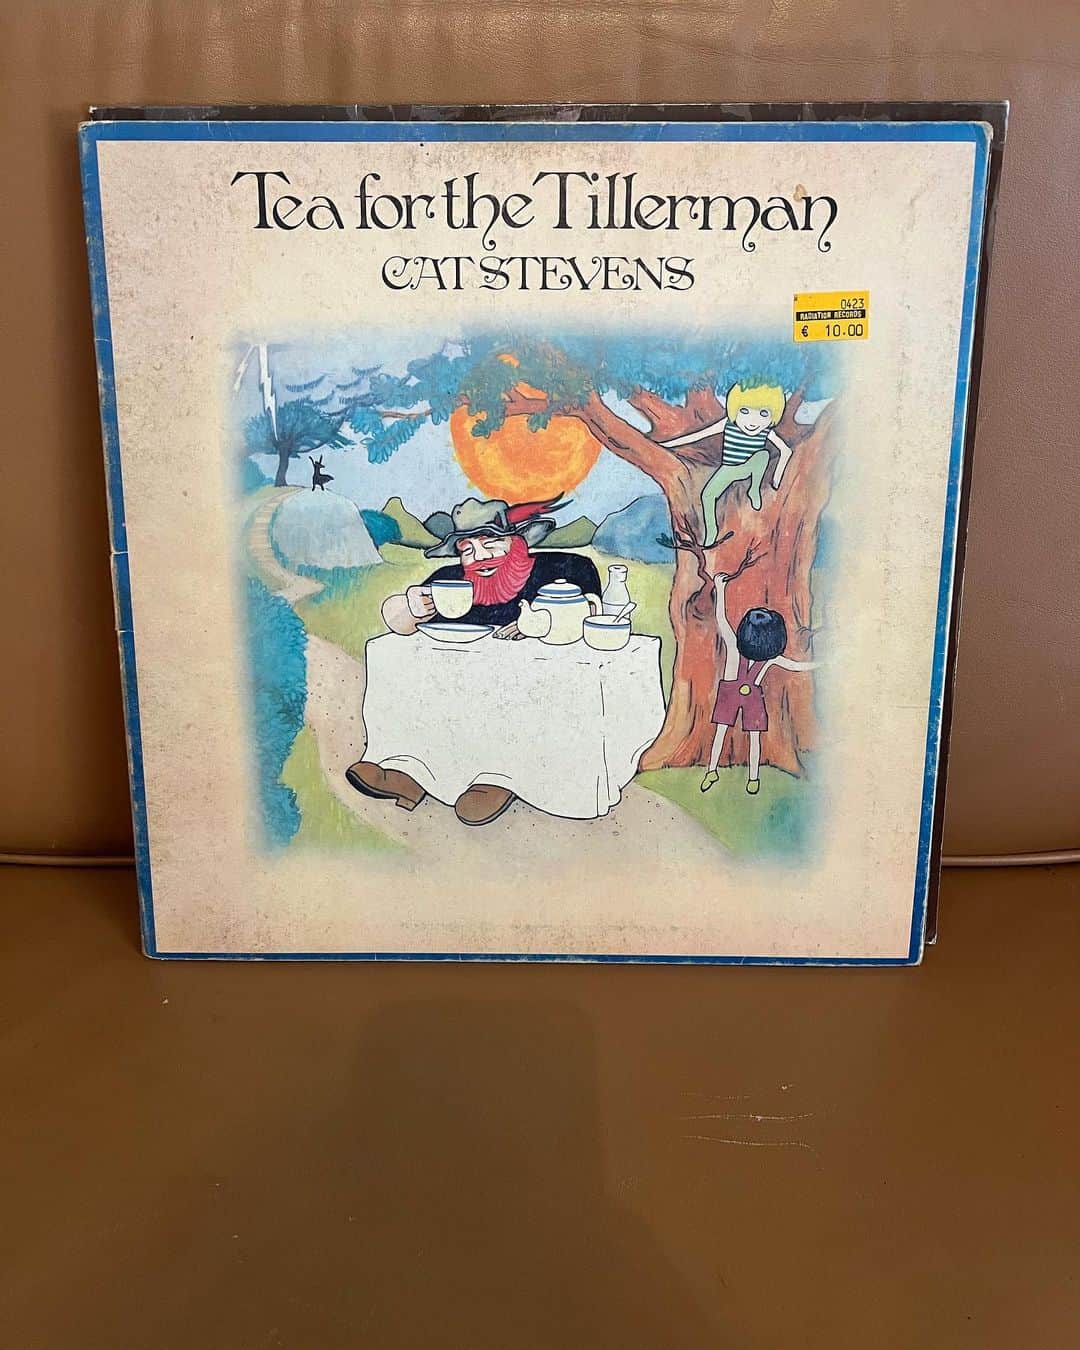 Tea for the Tillerman
CAT STEVENS
0423
RADIATION RECORDS
€ 10.00